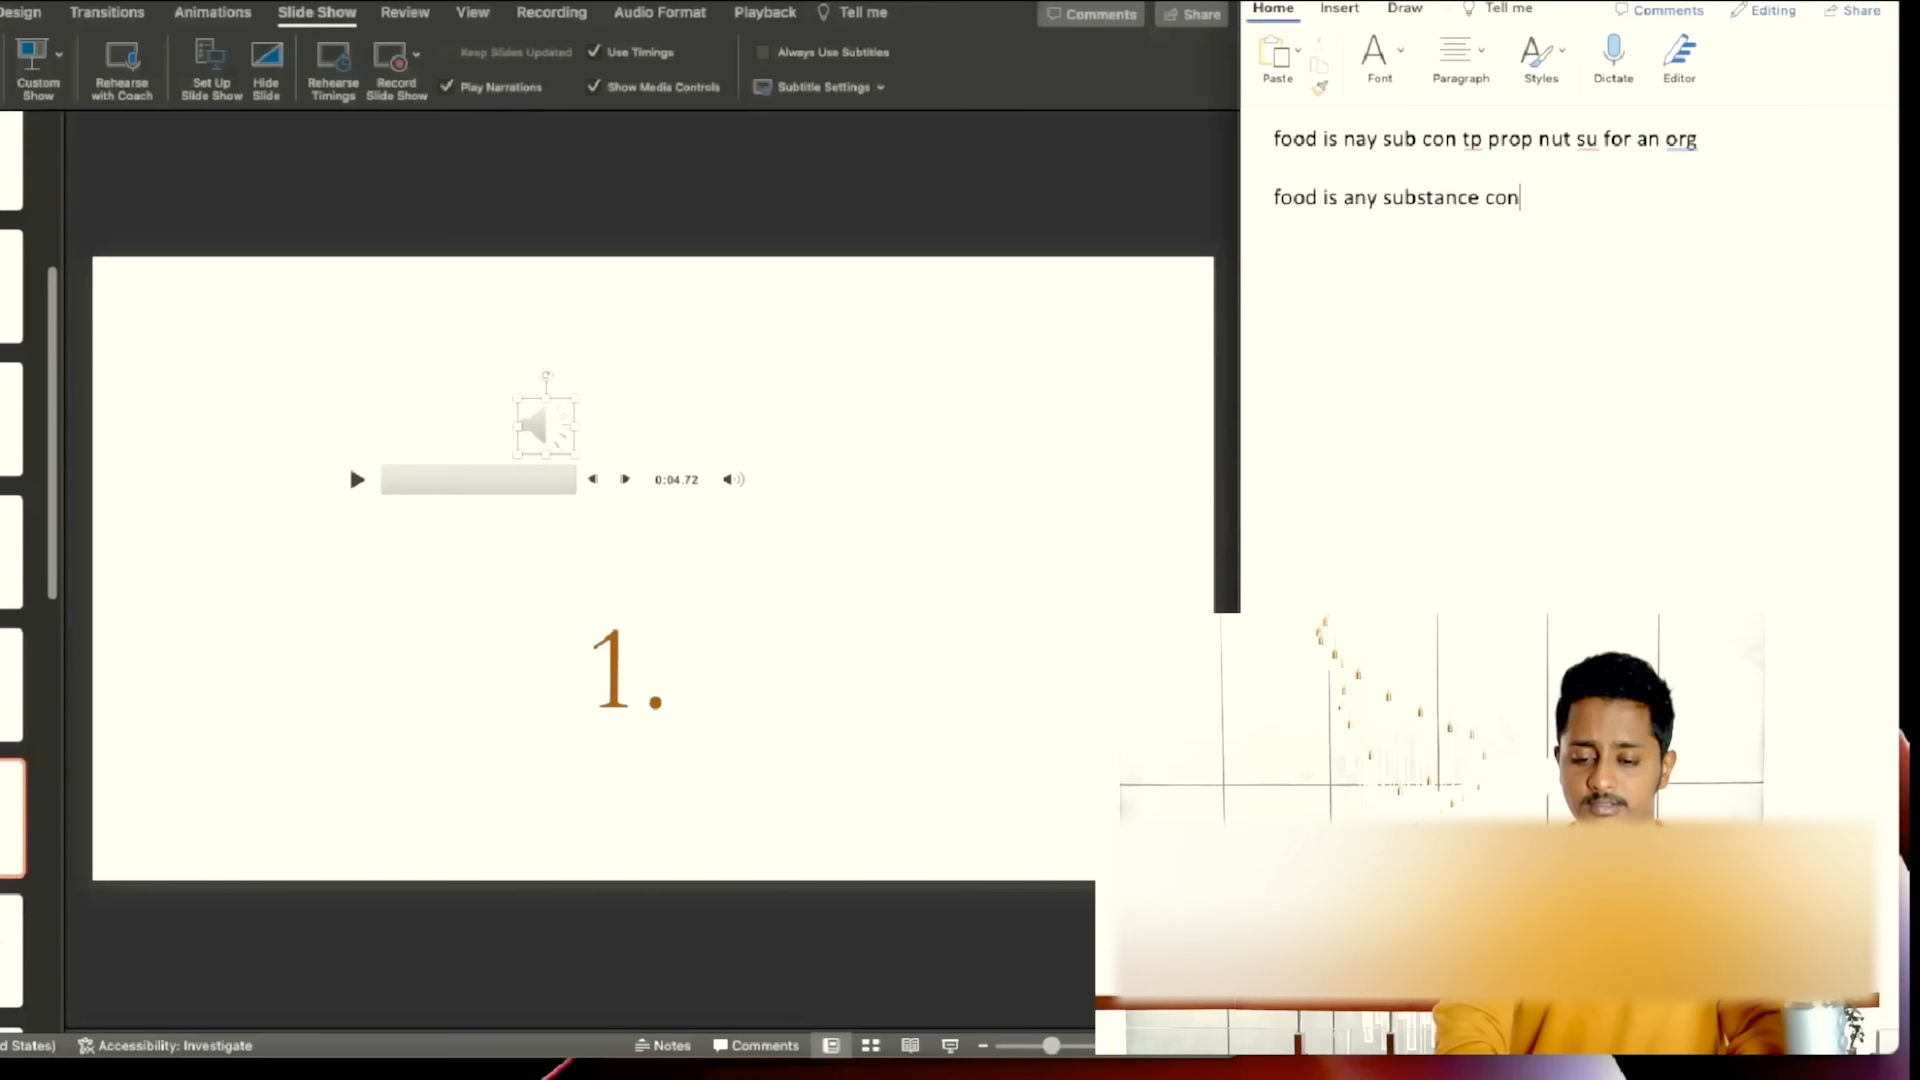 Design Transitions Animations Slide Show Review View Recording Audio Format Playback Tell me Comments Share
Custom Show
Rehearse with Coach
Set Up Slide Show
Hide Slide
Rehearse Timings
Record Slide Show
Keep Slides Updated
Play Narrations
Use Timings
Show Media Controls
Always Use Subtitles
Subtitle Settings
0:04.72
1.
d States) Accessibility: Investigate Notes Comments
Home Insert Draw Tell me Comments Editing Share
Paste Font Paragraph Styles Dictate Editor
food is nay sub con tp prop nut su for an org
food is any substance con